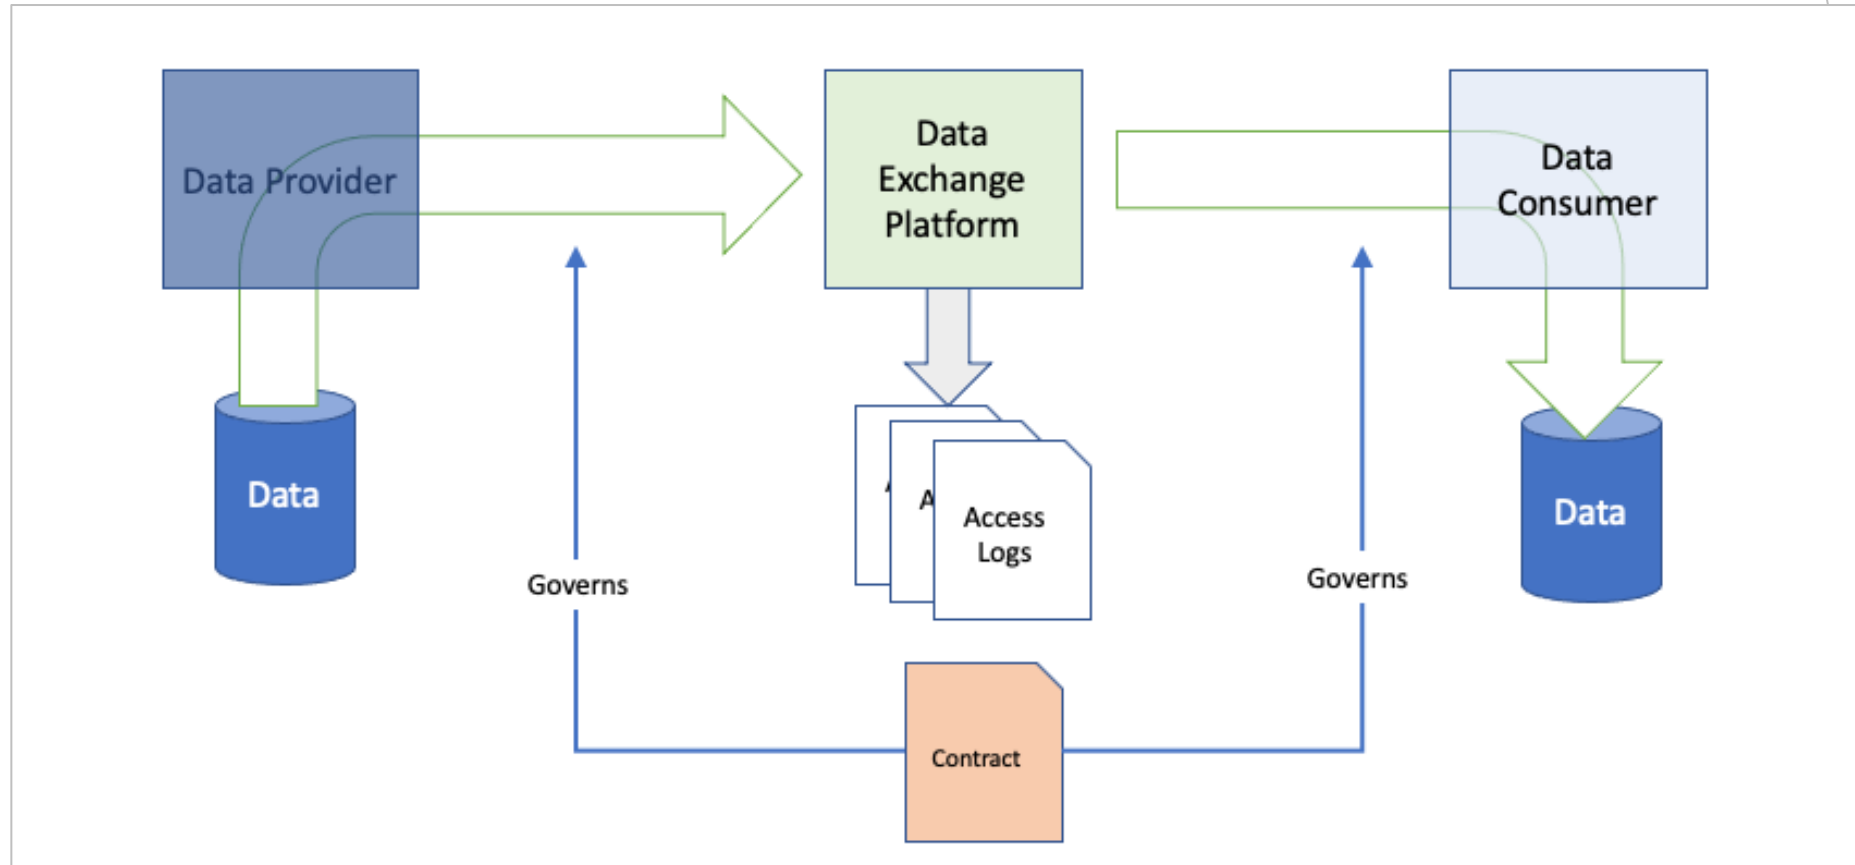 Data Provider
Data
Exchange
Platform
Data
Consumer
Data
A
Access
Logs
Data
Governs
Governs
Contract